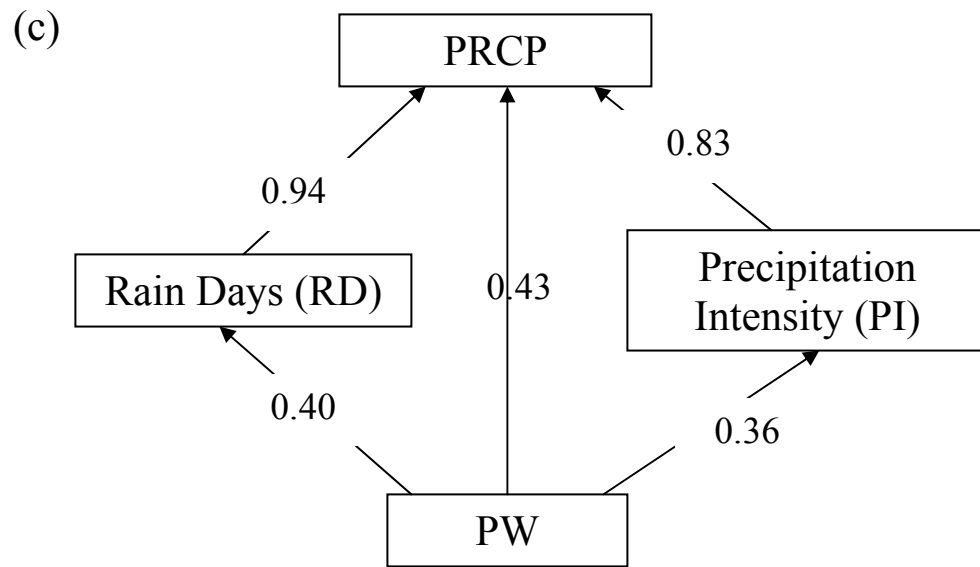 (c)
PRCP
0.83
0.94
Rain Days (RD)
0.43
Precipitation
Intensity (PI)
0.40
0.36
PW